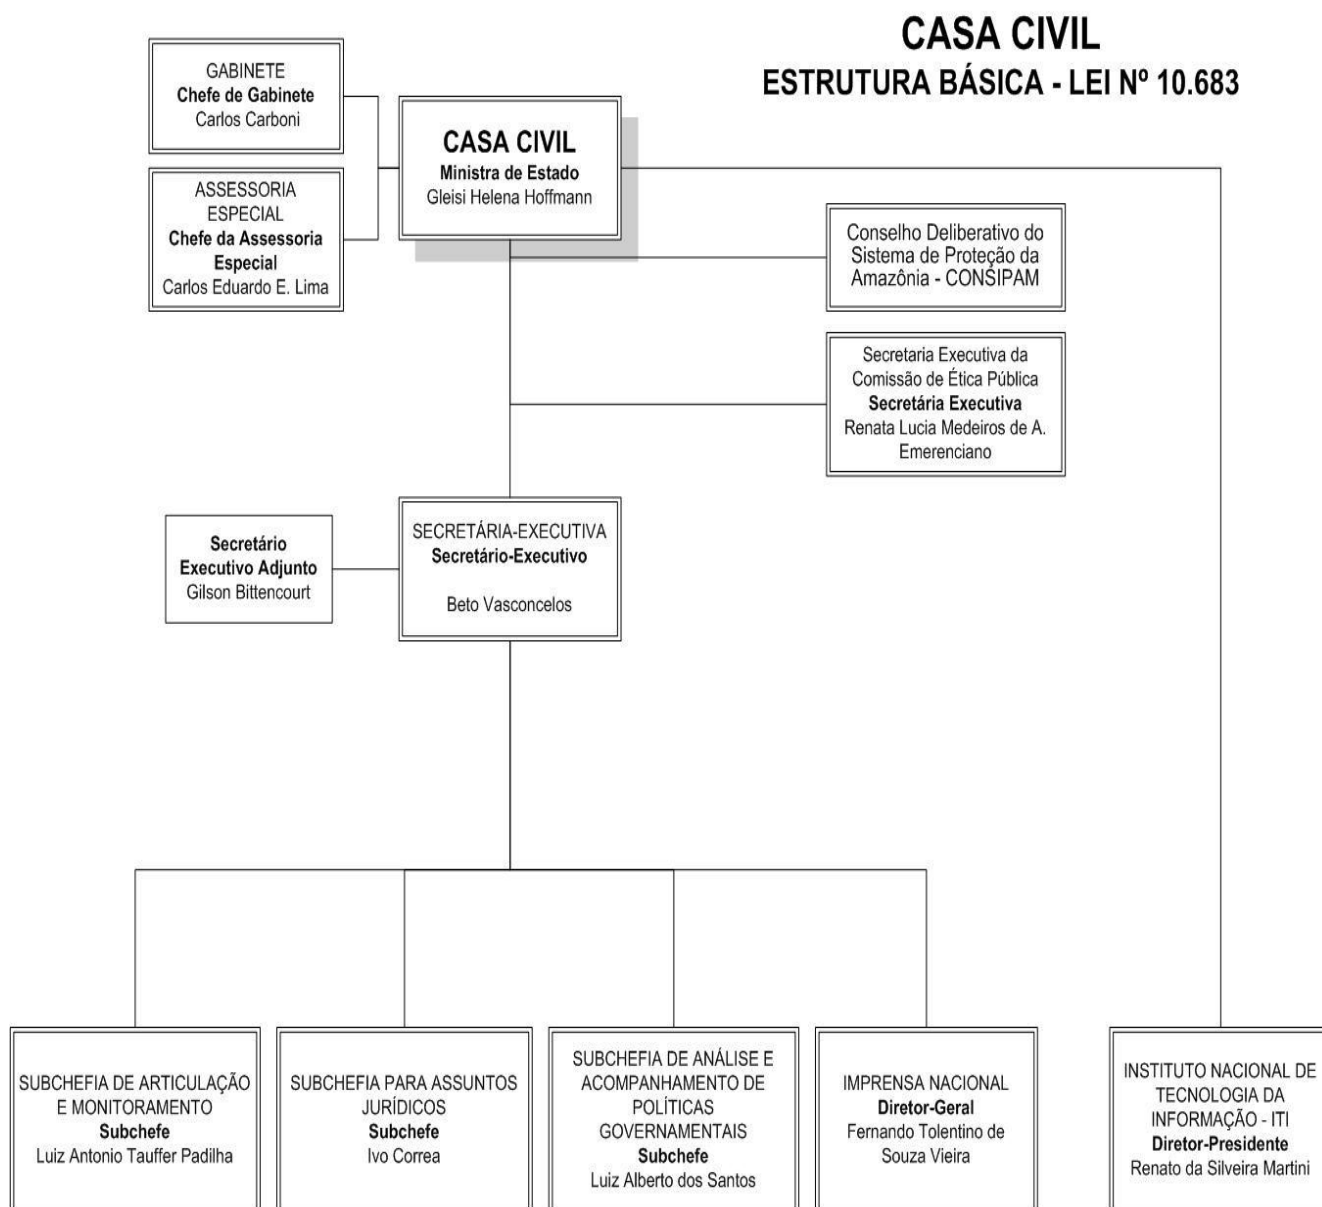 CASA CIVIL
ESTRUTURA BÁSICA - LEI Nº 10.683
GABINETE
Chefe de Gabinete
Carlos Carboni
ASSESSORIA
ESPECIAL
Chefe da Assessoria
Especial
Carlos Eduardo E. Lima
CASA CIVIL
Ministra de Estado
Gleisi Helena Hoffmann
Conselho Deliberativo do
Sistema de Proteção da
Amazônia - CONSIPAM
Secretaria Executiva da
Comissão de Ética Pública
Secretária Executiva
Renata Lucia Medeiros de A.
Emerenciano
Secretário
Executivo Adjunto
Gilson Bittencourt
SECRETÁRIA-EXECUTIVA
Secretário-Executivo
Beto Vasconcelos
SUBCHEFIA DE ARTICULAÇÃO
E MONITORAMENTO
Subchefe
Luiz Antonio Tauffer Padilha
SUBCHEFIA PARA ASSUNTOS
JURÍDICOS
Subchefe
Ivo Correa
SUBCHEFIA DE ANÁLISE E
ACOMPANHAMENTO DE
POLÍTICAS
GOVERNAMENTAIS
Subchefe
Luiz Alberto dos Santos
IMPRENSA NACIONAL
Diretor-Geral
Fernando Tolentino de
Souza Vieira
INSTITUTO NACIONAL DE
TECNOLOGIA DA
INFORMAÇÃO - ITI
Diretor-Presidente
Renato da Silveira Martini